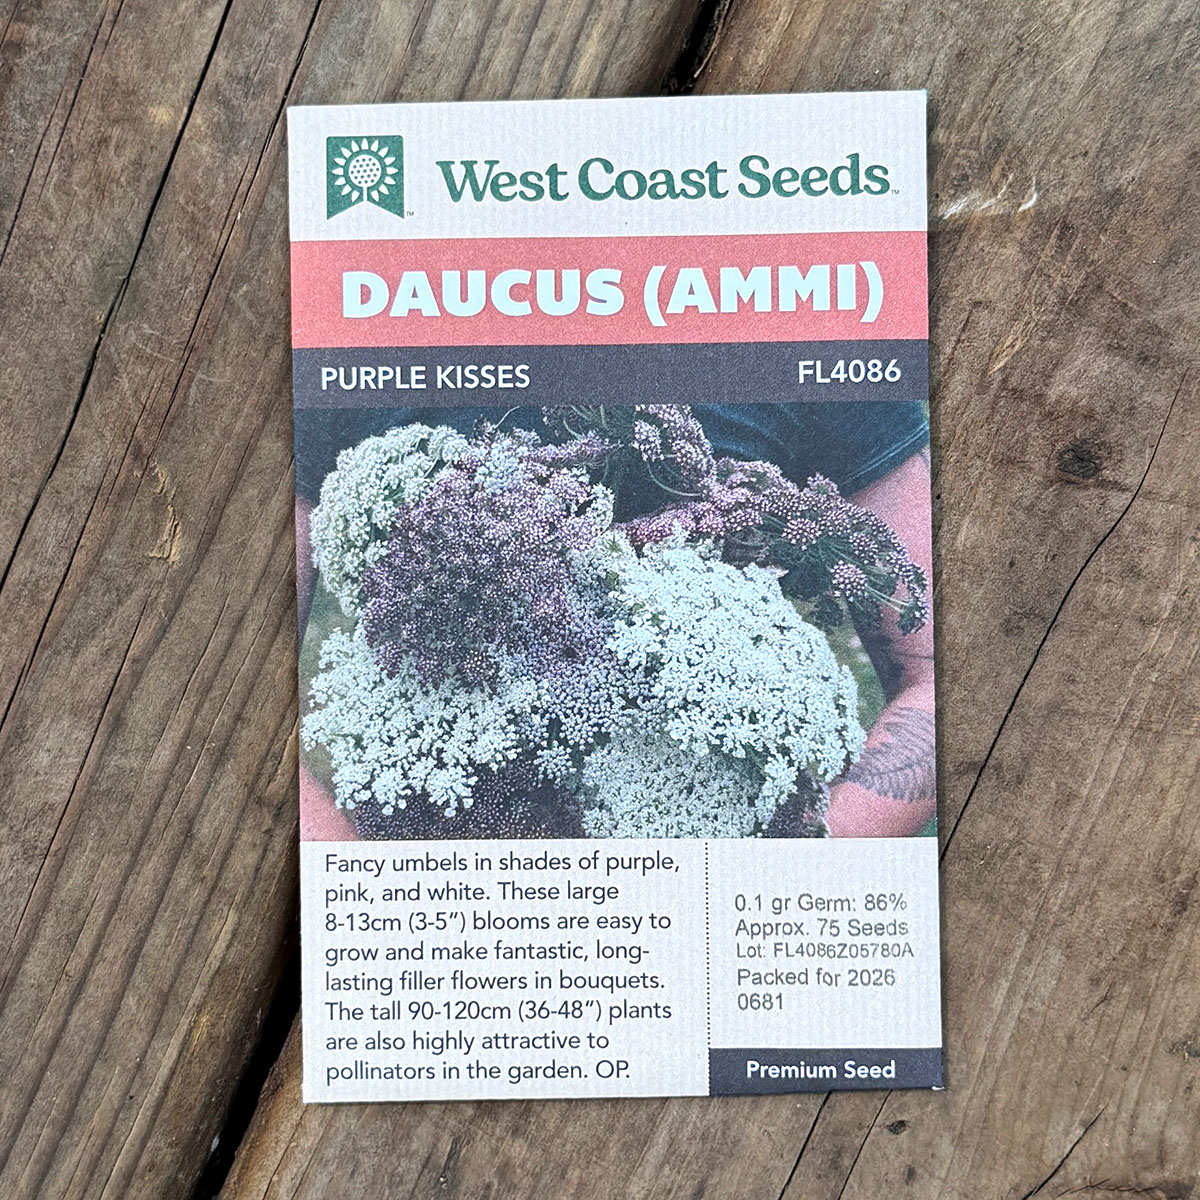 West Coast Seeds™
DAUCUS (AMMI)
PURPLE KISSES
FL4086
Fancy umbels in shades of purple,
pink, and white. These large
8-13cm (3-5") blooms are easy to
grow and make fantastic, long-
lasting filler flowers in bouquets.
The tall 90-120cm (36-48") plants
are also highly attractive to
pollinators in the garden. OP.
0.1 gr Germ: 86%
Approx. 75 Seeds
Lot: FL4086Z05780A
Packed for 2026
0681
Premium Seed